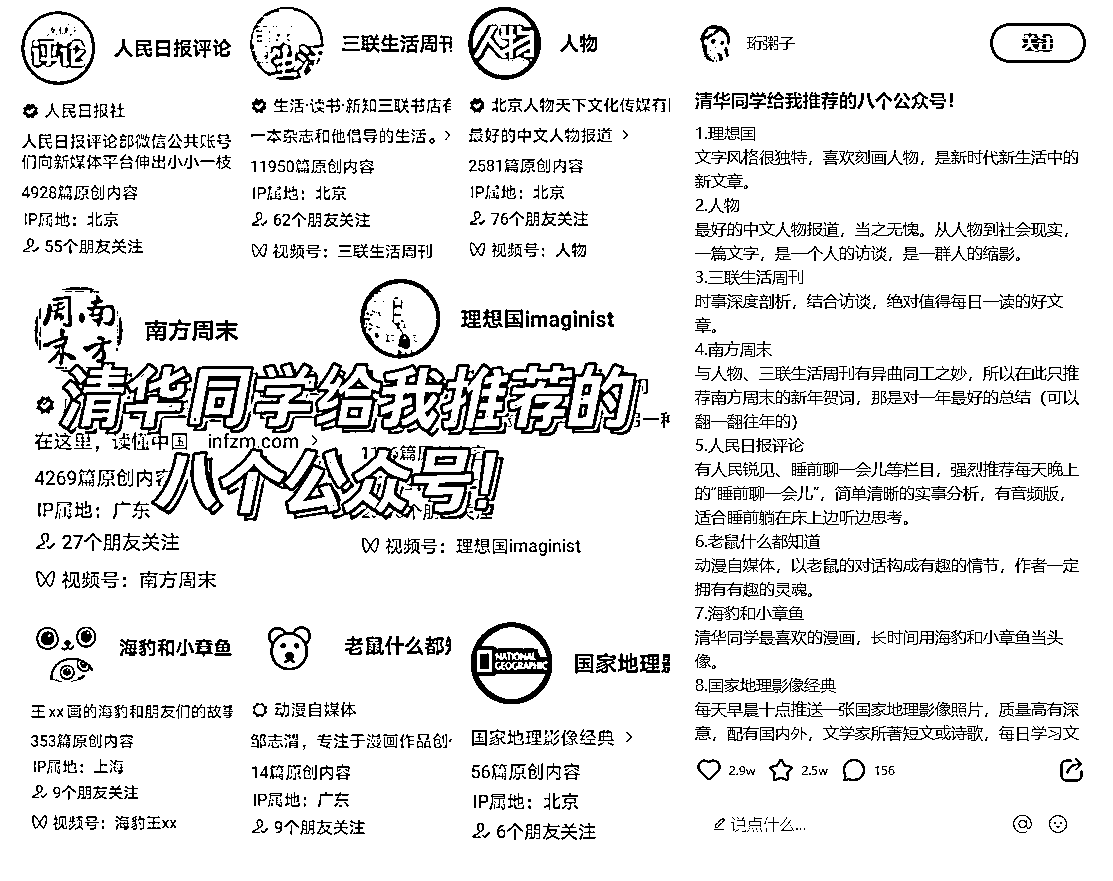 评论
人民日报评论
人民日报社
人民日报评论部微信公共账号
们向新媒体平台伸出小小一枝
4928篇原创内容
IP属地：北京
55个朋友关注
生活
三联生活周刊
生活·读书·新知三联书店有
一本杂志和他倡导的生活。>
11950篇原创内容
IP属地：北京
62个朋友关注
视频号：三联生活周刊
人物
人物
北京人物天下文化传媒有限
最好的中文人物报道 >
2581篇原创内容
IP属地：北京
76个朋友关注
视频号：人物
南方周末
南方周末
理想国imaginist
清华同学给我推荐的
八个公众号!
在这里，读懂中国 infzm.com >
4269篇原创内容
IP属地：广东
27个朋友关注
视频号：南方周末
视频号：理想国imaginist
海豹和小章鱼
王xx画的海豹和朋友们的故事
353篇原创内容
IP属地：上海
9个朋友关注
视频号：海豹王xx
老鼠什么都知
动漫自媒体
邹志渭，专注于漫画作品创
14篇原创内容
IP属地：广东
9个朋友关注
NATIONAL
GEOGRAPHIC
国家地理影
国家地理影像经典 >
56篇原创内容
IP属地：北京
6个朋友关注
珩粥子
清华同学给我推荐的八个公众号!
1.理想国
文字风格很独特，喜欢刻画人物，是新时代新生活中的
新文章。
2.人物
最好的中文人物报道，当之无愧。从人物到社会现实，
一篇文字，是一个人的访谈，是一群人的缩影。
3.三联生活周刊
时事深度剖析，结合访谈，绝对值得每日一读的好文
章。
4.南方周末
与人物、三联生活周刊有异曲同工之妙，所以在此只推
荐南方周末的新年贺词，那是对一年最好的总结（可以
翻一翻往年的）
5.人民日报评论
有人民锐见、睡前聊一会儿等栏目，强烈推荐每天晚上
的“睡前聊一会儿”，简单清晰的实事分析，有音频版，
适合睡前躺在床上边听边思考。
6.老鼠什么都知道
动漫自媒体，以老鼠的对话构成有趣的情节，作者一定
拥有有趣的灵魂。
7.海豹和小章鱼
清华同学最喜欢的漫画，长时间用海豹和小章鱼当头
像。
8.国家地理影像经典
每天早晨十点推送一张国家地理影像照片，质量高有深
意，配有国内外，文学家所著短文或诗歌，每日学习文
2.9w 2.5w 156
说点什么...